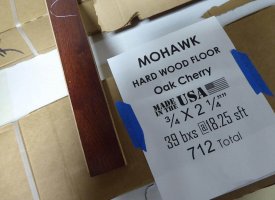 MOHAWK
HARD WOOD FLOOR
Oak Cherry
MADE IN THE USA
3/4 X 2 1/4"
39 bxs @18.25 sft
712 Total